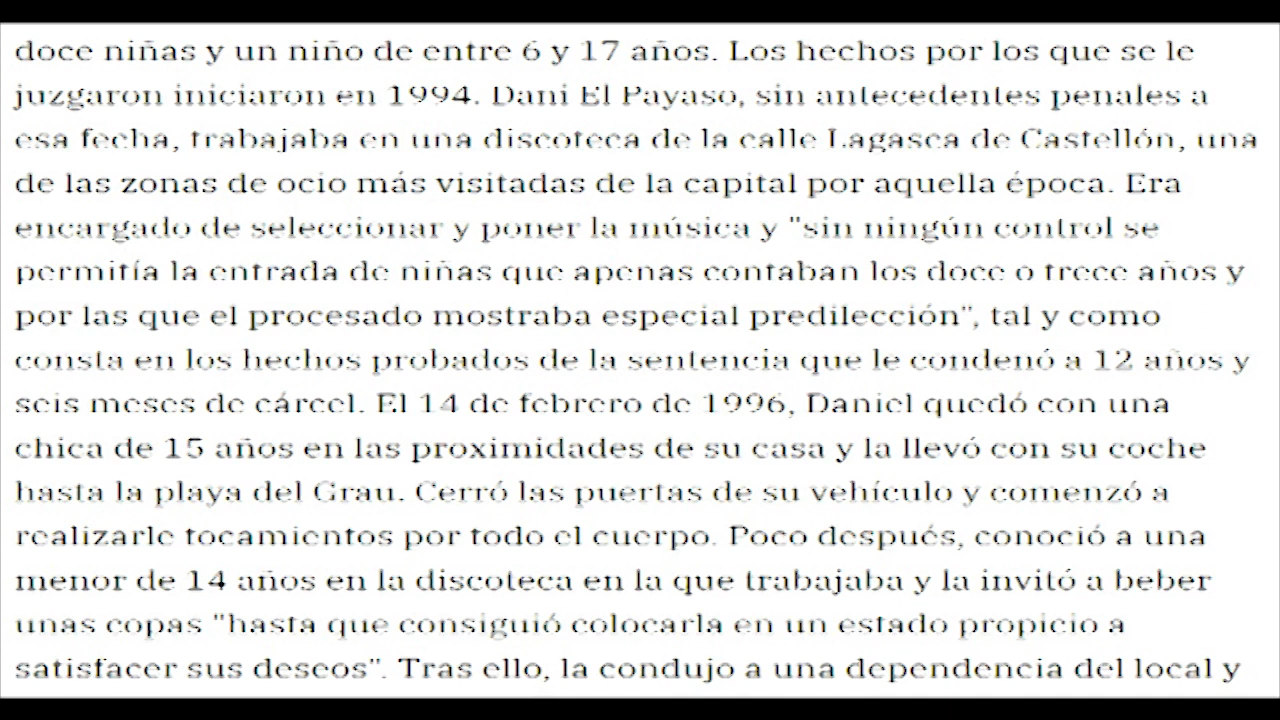 doce niñas y un niño de entre 6 y 17 años. Los hechos por los que se le
juzgaron iniciaron en 1994. Dani El Payaso, sin antecedentes penales a
esa fecha, trabajaba en una discoteca de la calle Lagasca de Castellón, una
de las zonas de ocio más visitadas de la capital por aquella época. Era
encargado de seleccionar y poner la música y "sin ningún control se
permitía la entrada de niñas que apenas contaban los doce o trece años y
por las que el procesado mostraba especial predilección", tal y como
consta en los hechos probados de la sentencia que le condenó a 12 años y
seis meses de cárcel. El 14 de febrero de 1996, Daniel quedó con una
chica de 15 años en las proximidades de su casa y la llevó con su coche
hasta la playa del Grau. Cerró las puertas de su vehículo y comenzó a
realizarle tocamientos por todo el cuerpo. Poco después, conoció a una
menor de 14 años en la discoteca en la que trabajaba y la invitó a beber
unas copas "hasta que consiguió colocarla en un estado propicio a
satisfacer sus deseos". Tras ello, la condujo a una dependencia del local y